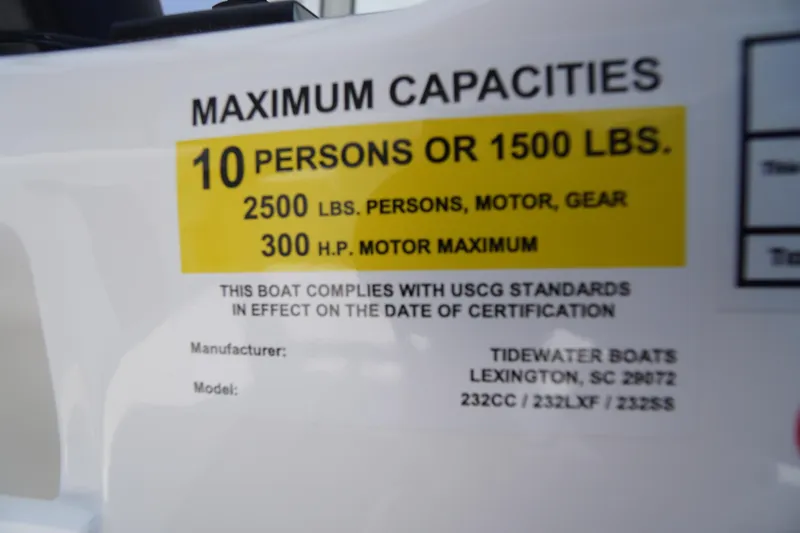 MAXIMUM CAPACITIES
10 PERSONS OR 1500 LBS.
2500 LBS. PERSONS, MOTOR, GEAR
300 H.P. MOTOR MAXIMUM
THIS BOAT COMPLIES WITH USCG STANDARDS
IN EFFECT ON THE DATE OF CERTIFICATION
Manufacturer: TIDEWATER BOATS
LEXINGTON, SC 29072
Model: 232CC / 232LXF / 232SS